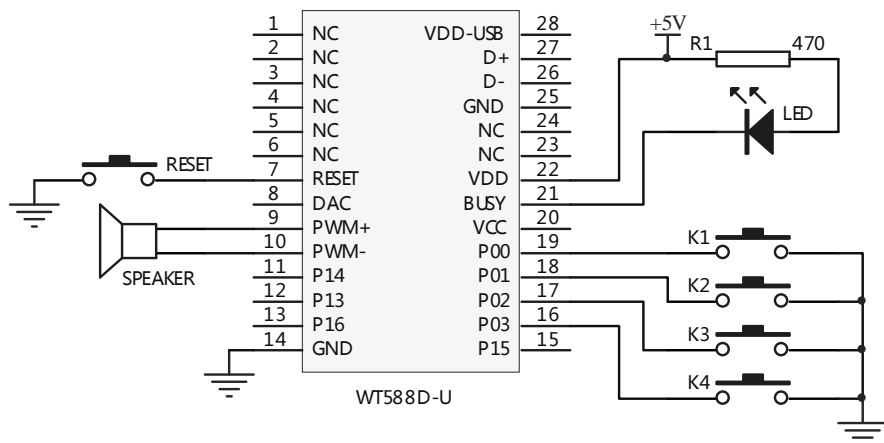 +5V
1 NC VDD-USB 28
R1 470
2 NC D+ 27
3 NC D- 26
4 NC GND 25
LED
5 NC NC 24
6 NC NC 23
RESET
7 RESET VDD 22
8 DAC BUSY 21
9 PWM+ VCC 20
10 PWM- P00 19
K1
SPEAKER
11 P14 P01 18
K2
12 P13 P02 17
13 P16 P03 16
K3
14 GND P15 15
K4
WT588D-U